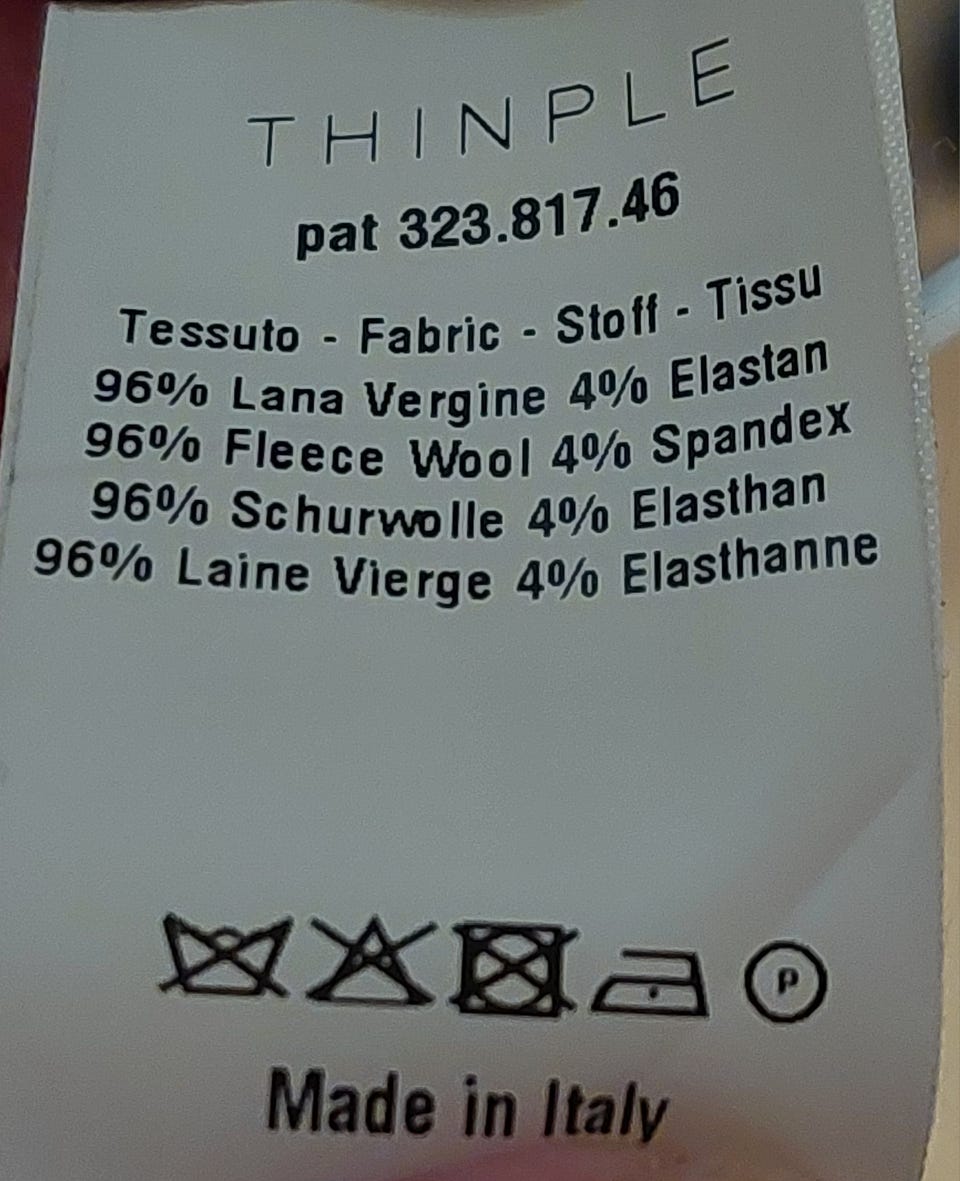 THINPLE
pat 323.817.46
Tessuto - Fabric - Stoff - Tissu
96% Lana Vergine 4% Elastan
96% Fleece Wool 4% Spandex
96% Schurwolle 4% Elasthan
96% Laine Vierge 4% Elasthanne
P
Made in Italy